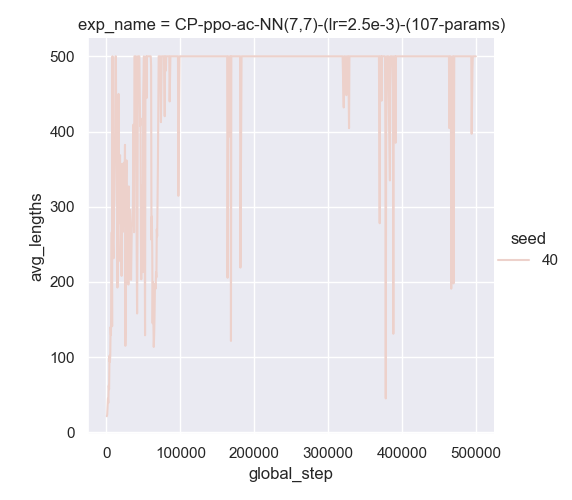 exp_name = CP-ppo-ac-NN(7,7)-(lr=2.5e-3)-(107-params)
500
400
300
200
100
0
avg_lengths
seed
40
0 100000 200000 300000 400000 500000
global_step